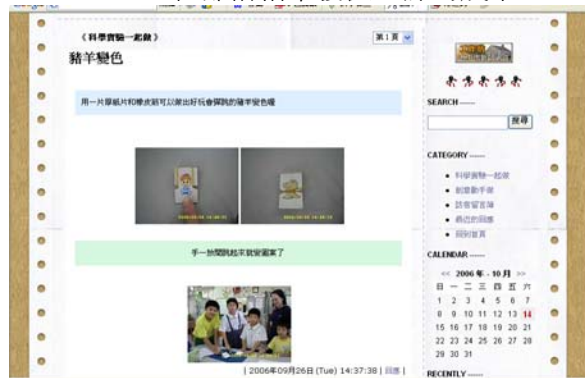 《科學實驗一起做》
第1頁
豬羊變色
用一片厚紙片和橡皮筋可以做出好玩會彈跳的豬羊變色喔
手一放開跳起來就變圖案了
| 2006年09月26日 (Tue) 14:37:38 | 回應 |
SEARCH
搜尋
CATEGORY
科學實驗一起做
創意動手做
訪客留言簿
最近的回應
回到首頁
CALENDAR
<< 2006 年 - 10 月 >>
日 一 二 三 四 五 六
1 2 3 4 5 6 7
8 9 10 11 12 13 14
15 16 17 18 19 20 21
22 23 24 25 26 27 28
29 30 31
RECENTLY